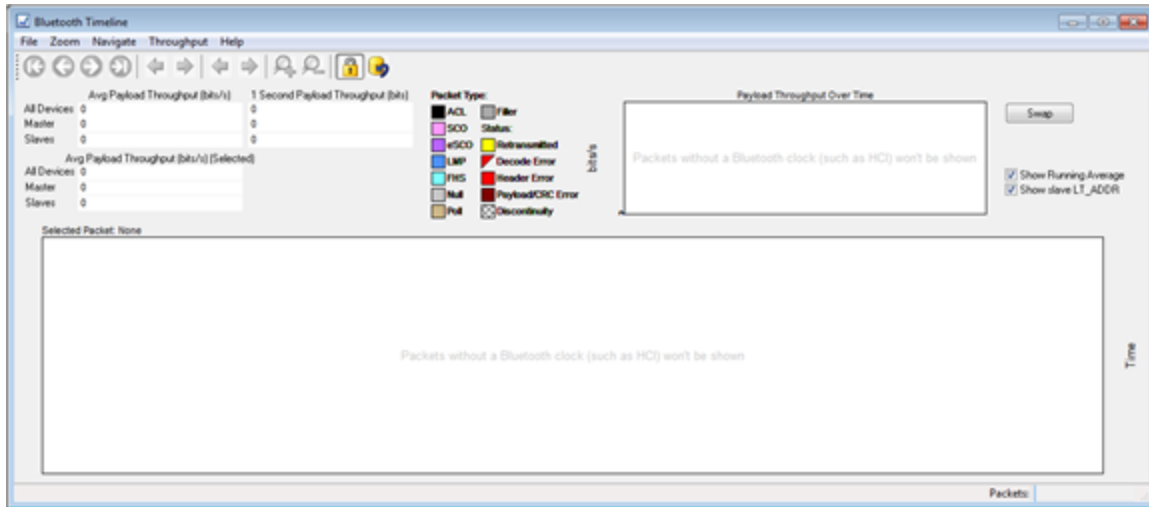 Bluetooth Timeline
File Zoom Navigate Throughput Help
Avg Payload Throughput (bits/s) 1 Second Payload Throughput (bits)
All Devices 0 0
Master 0 0
Slaves 0 0
Avg Payload Throughput (bits/s) (Selected)
All Devices 0
Master 0
Slaves 0
Packet Type:
ACL Filler
SCO Status:
eSCO Retransmitted
LMP Decode Error
FHS Header Error
Null Payload/CRC Error
Poll Discontinuity
Payload Throughput Over Time
bits/s
Packets without a Bluetooth clock (such as HCI) won't be shown
Swap
Show Running Average
Show slave LT_ADDR
Selected Packet: None
Packets without a Bluetooth clock (such as HCI) won't be shown
Time
Packets: